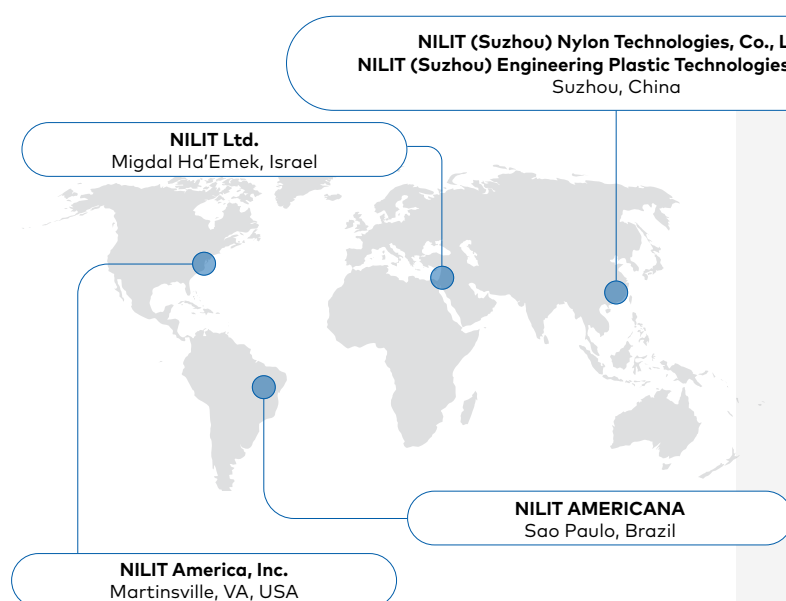 NILIT (Suzhou) Nylon Technologies, Co., L
NILIT (Suzhou) Engineering Plastic Technologies
Suzhou, China
NILIT Ltd.
Migdal Ha'Emek, Israel
NILIT AMERICANA
Sao Paulo, Brazil
NILIT America, Inc.
Martinsville, VA, USA